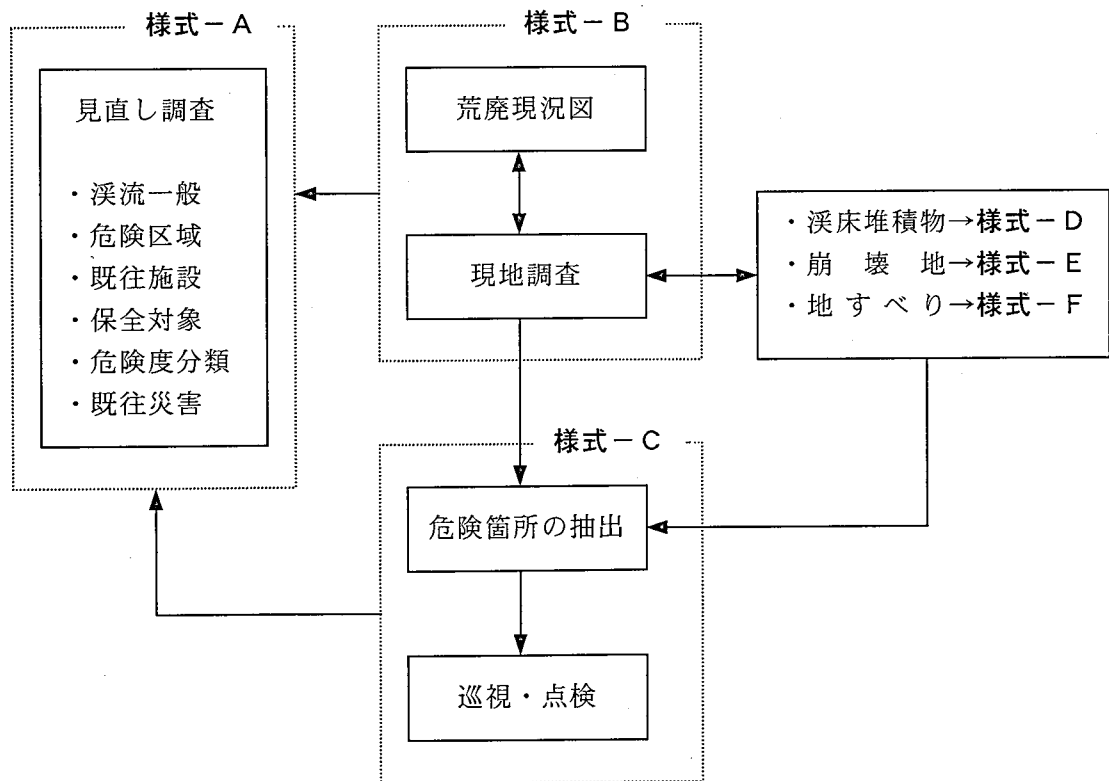 様式－A
見直し調査
・渓流一般
・危険区域
・既往施設
・保全対象
・危険度分類
・既往災害
様式－B
荒廃現況図
現地調査
・渓床堆積物→様式－D
・崩壊地→様式－E
・地すべり→様式－F
様式－C
危険箇所の抽出
巡視・点検